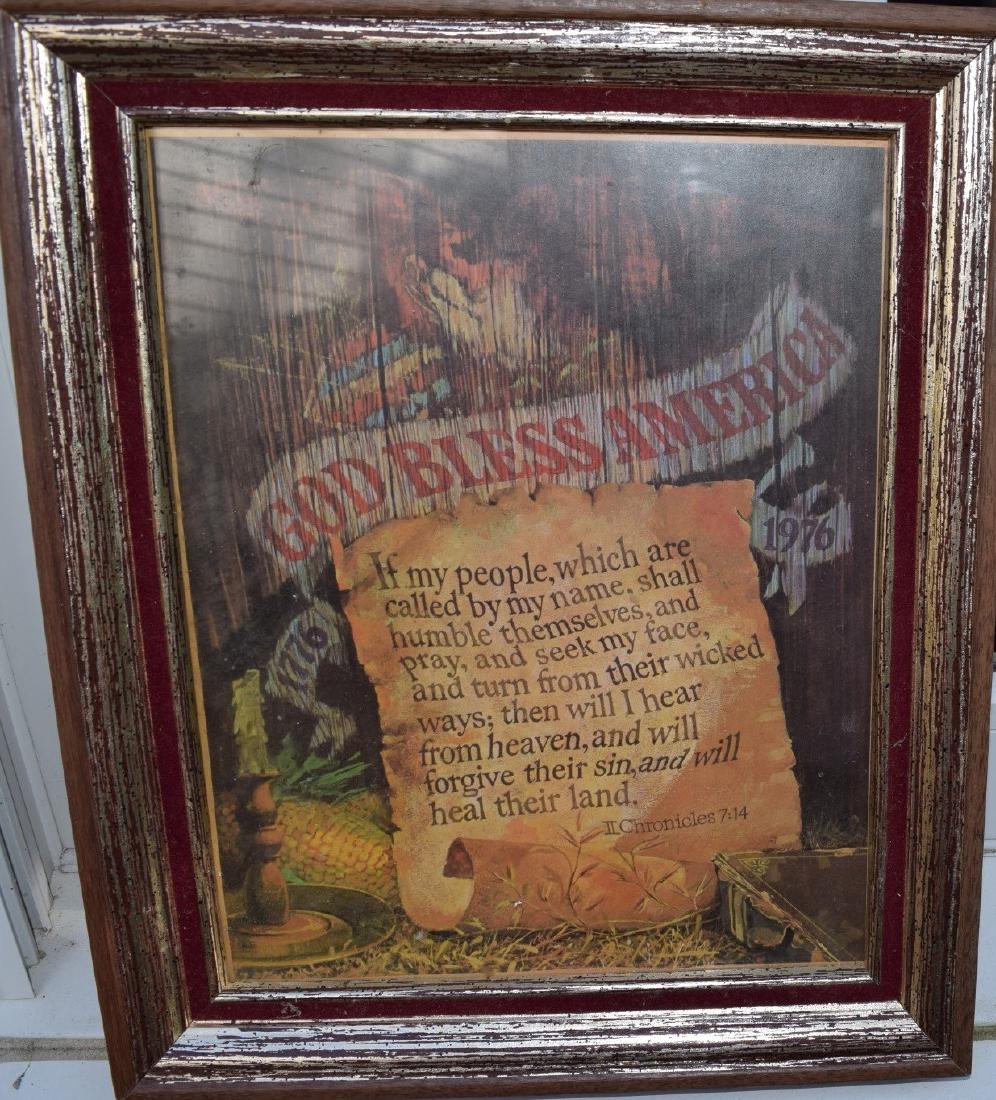 GOD BLESS AMERICA
1776
1976
If my people, which are
called by my name, shall
humble themselves, and
pray, and seek my face,
and turn from their wicked
ways; then will I hear
from heaven, and will
forgive their sin, and will
heal their land.
II Chronicles 7:14